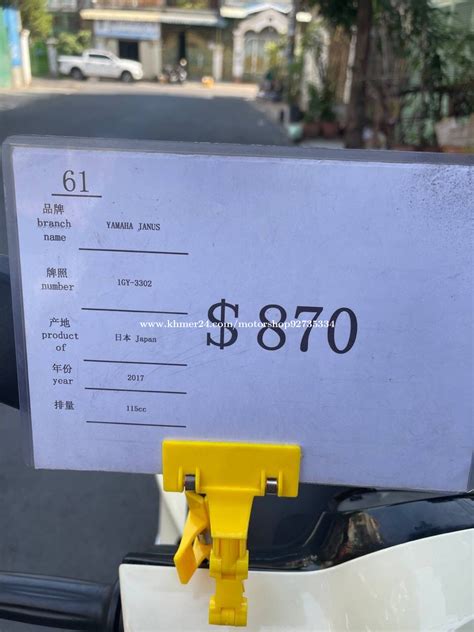 61
品牌
branch
name
YAMAHA JANUS
牌照
number
1GY-3302
产地
product
of
日本 Japan
年份
year
2017
排量
115cc
$870
www.khmer24.com/motorshop92735334